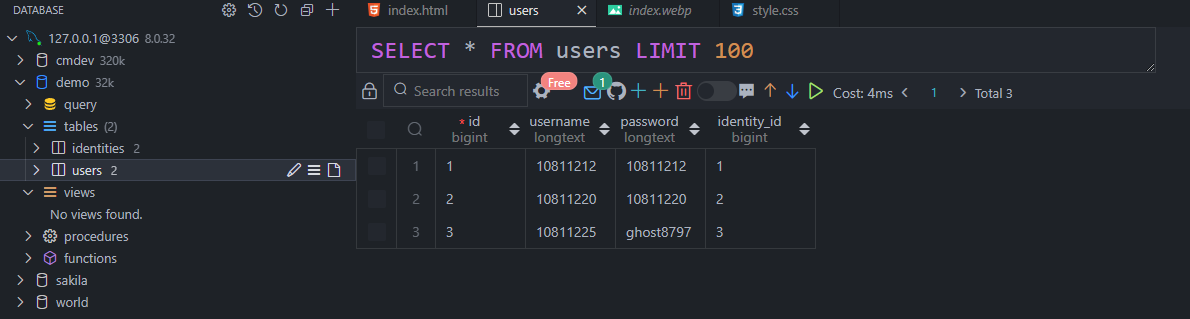 DATABASE
127.0.0.1@3306 8.0.32
cmdev 320k
demo 32k
query
tables (2)
identities 2
users 2
views
No views found.
procedures
functions
sakila
world
index.html
users
index.webp
style.css
SELECT * FROM users LIMIT 100
Search results
Free
1
Cost: 4ms
1
Total 3
* id username password identity_id
bigint longtext longtext bigint
1 1 10811212 10811212 1
2 2 10811220 10811220 2
3 3 10811225 ghost8797 3